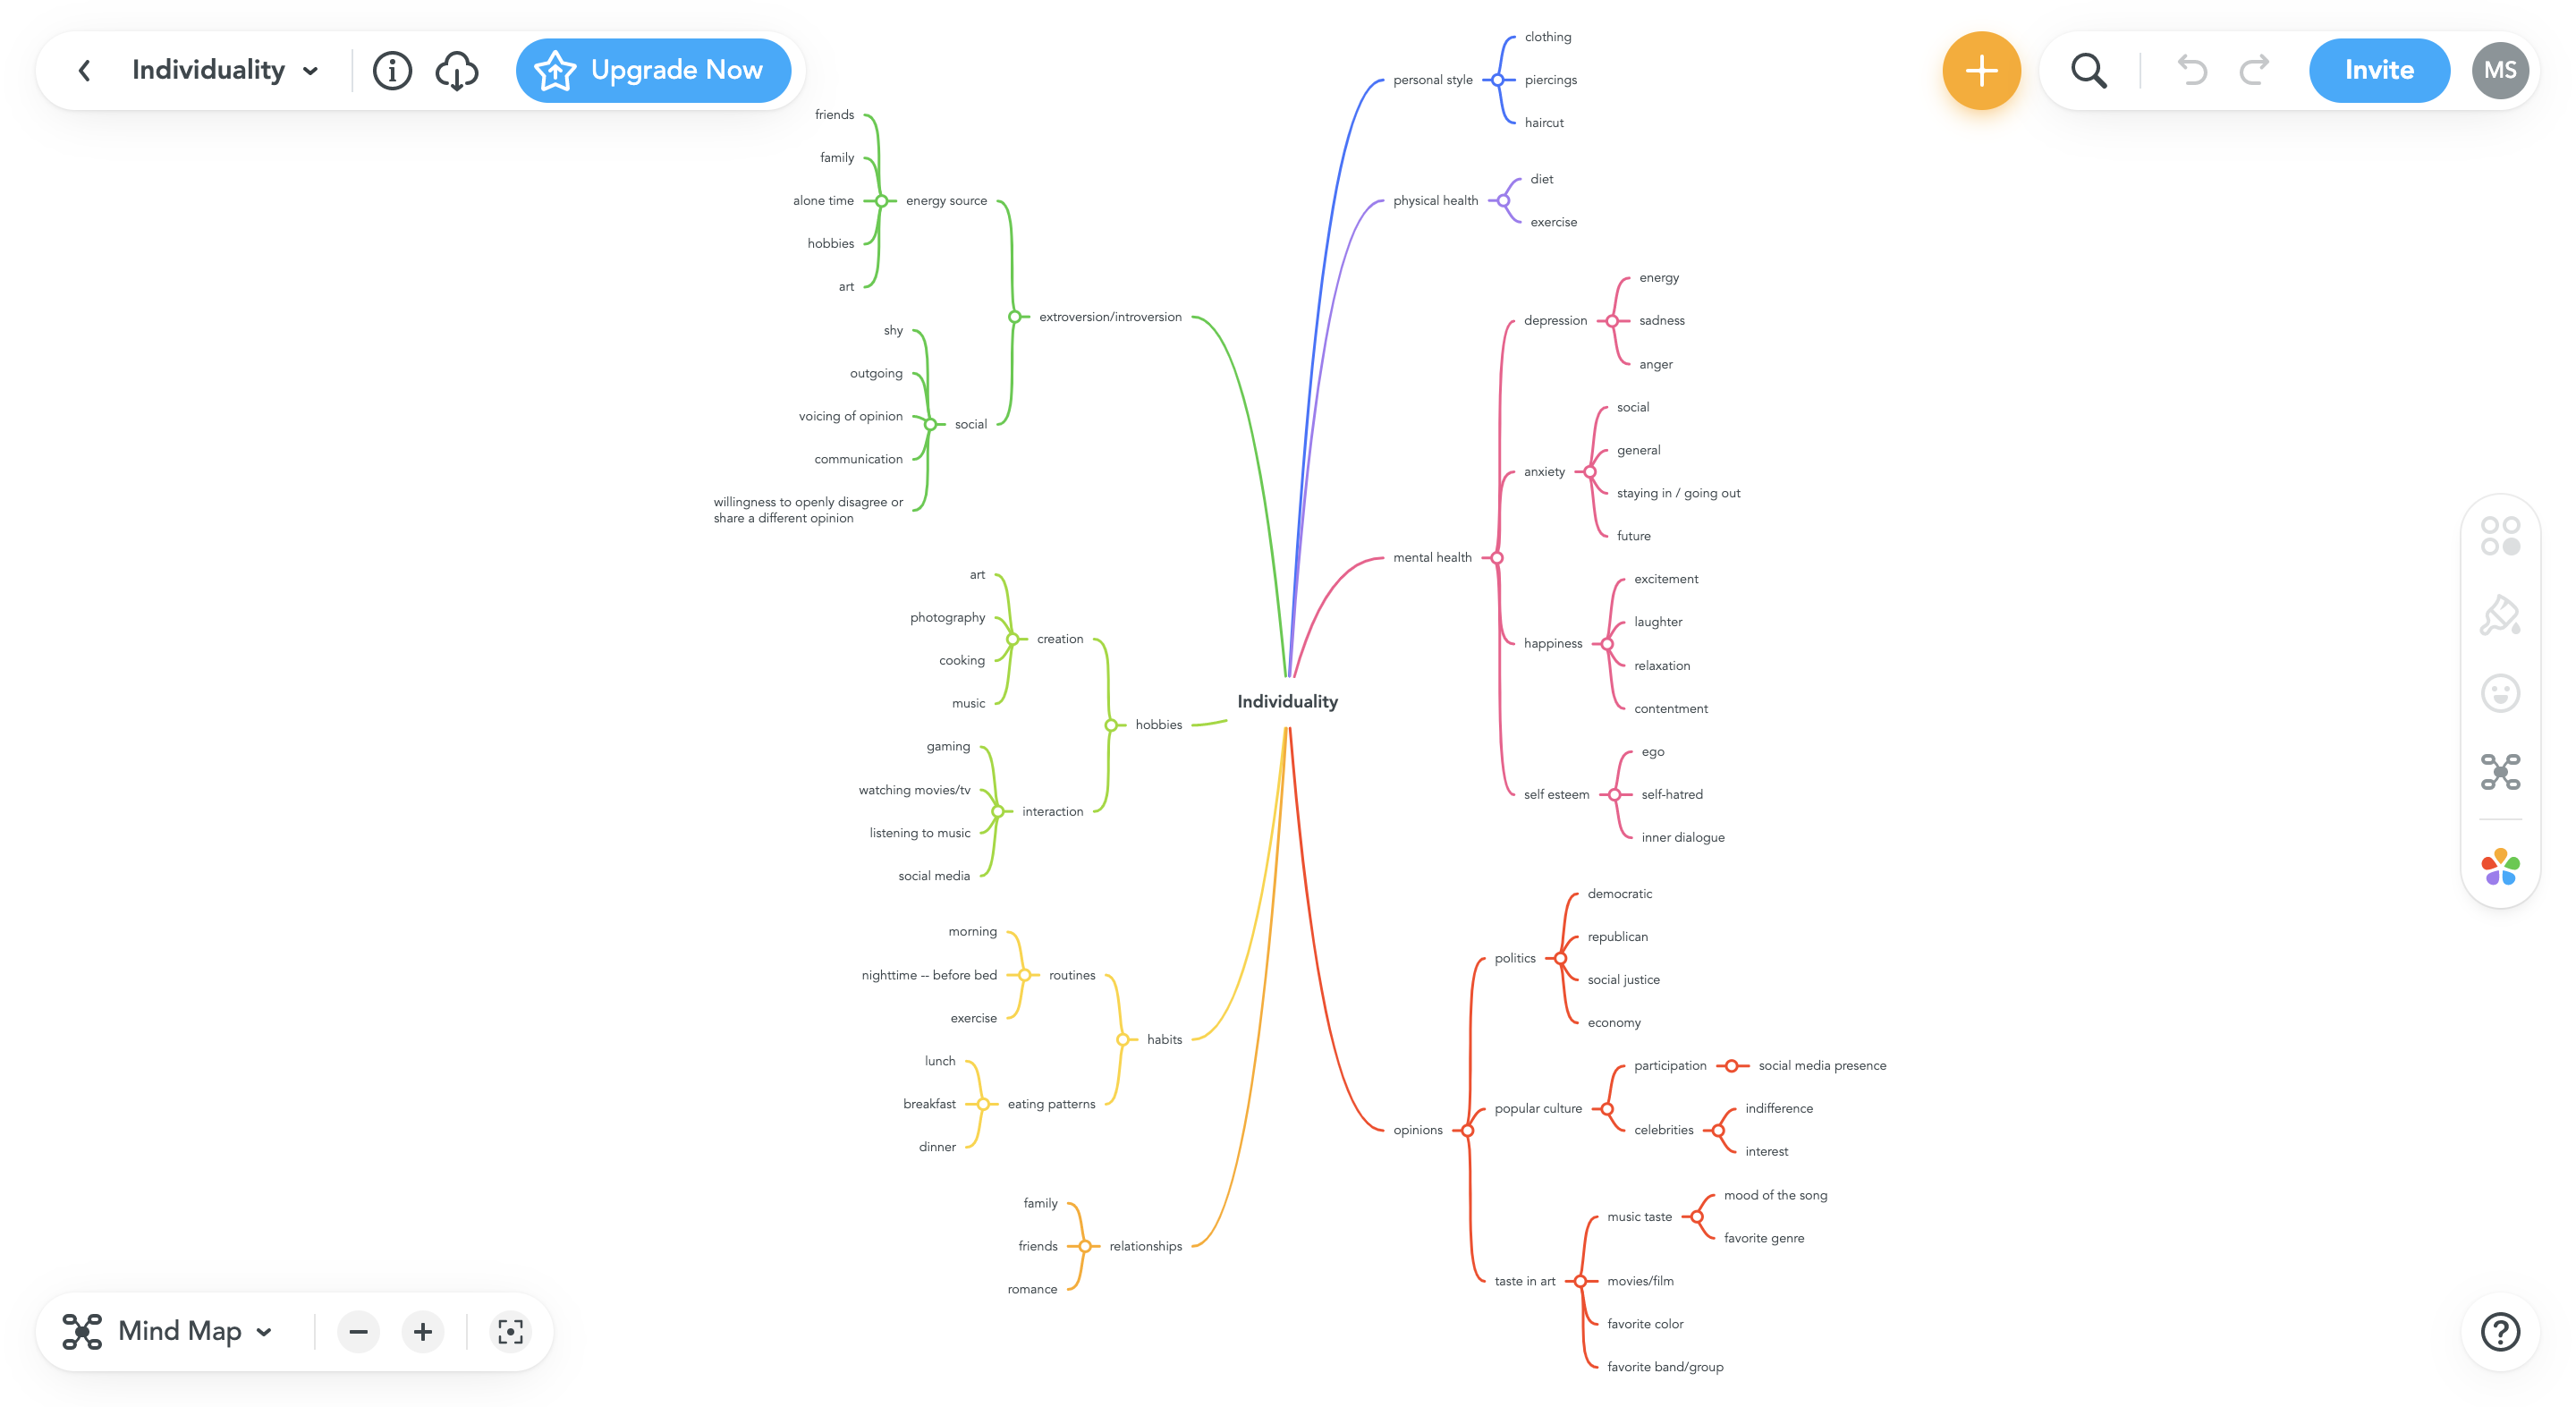 Individuality
Upgrade Now
Invite
MS
friends
family
alone time
hobbies
art
energy source
shy
outgoing
voicing of opinion
communication
willingness to openly disagree or
share a different opinion
social
extroversion/introversion
art
photography
cooking
music
creation
gaming
watching movies/tv
listening to music
social media
interaction
hobbies
morning
nighttime -- before bed
exercise
routines
lunch
breakfast
dinner
eating patterns
habits
family
friends
romance
relationships
Individuality
personal style
clothing
piercings
haircut
physical health
diet
exercise
mental health
depression
energy
sadness
anger
anxiety
social
general
staying in / going out
future
happiness
excitement
laughter
relaxation
contentment
self esteem
ego
self-hatred
inner dialogue
opinions
politics
democratic
republican
social justice
economy
popular culture
participation
social media presence
celebrities
indifference
interest
taste in art
music taste
mood of the song
favorite genre
movies/film
favorite color
favorite band/group
Mind Map